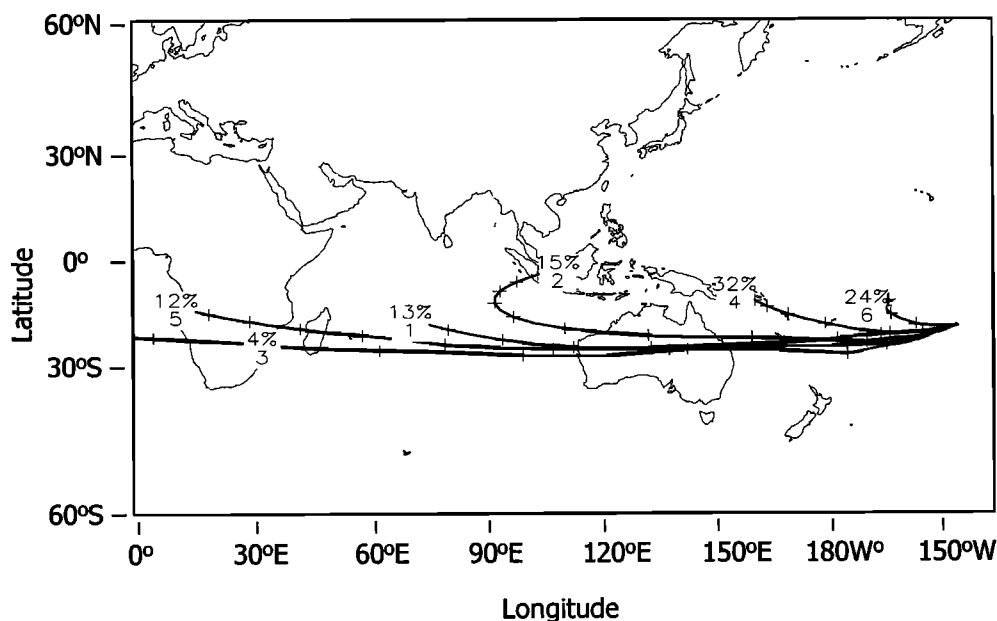 60ºN
30ºN
0º
30ºS
60ºS
Latitude
15%
2
32%
4
24%
6
12%
5
13%
1
4%
3
0º
30ºE
60ºE
90ºE
120ºE
150ºE
180Wº
150ºW
Longitude